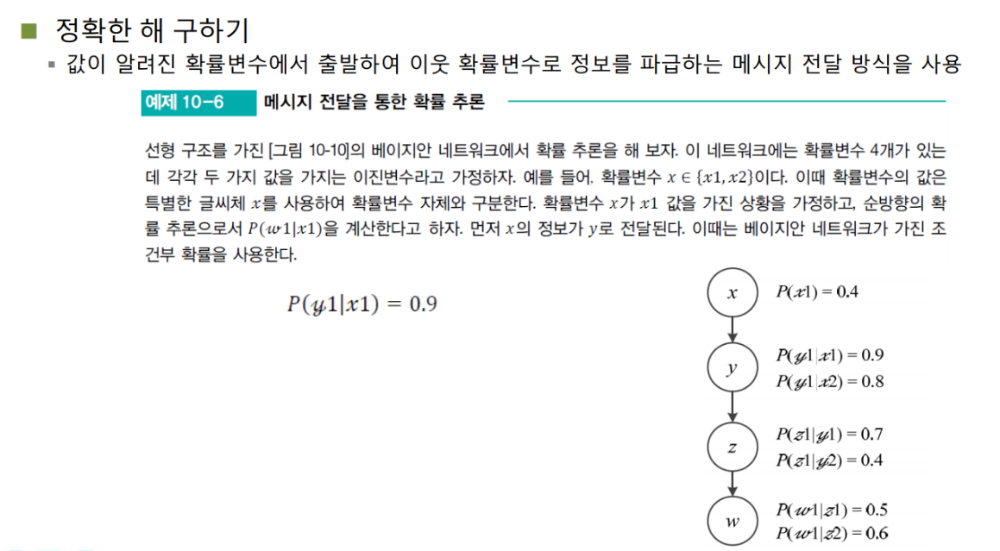 정확한 해 구하기
값이 알려진 확률변수에서 출발하여 이웃 확률변수로 정보를 파급하는 메시지 전달 방식을 사용
예제 10-6 메시지 전달을 통한 확률 추론
선형 구조를 가진 [그림 10-10]의 베이지안 네트워크에서 확률 추론을 해 보자. 이 네트워크에는 확률변수 4개가 있는
데 각각 두 가지 값을 가지는 이진변수라고 가정하자. 예를 들어, 확률변수 x ∈ {x1, x2}이다. 이때 확률변수의 값은
특별한 글씨체 x를 사용하여 확률변수 자체와 구분한다. 확률변수 x가 x1 값을 가진 상황을 가정하고, 순방향의 확
률 추론으로서 P(w1|x1)을 계산한다고 하자. 먼저 x의 정보가 y로 전달된다. 이때는 베이지안 네트워크가 가진 조
건부 확률을 사용한다.
P(y1|x1) = 0.9
x
P(x1) = 0.4
y
P(y1|x1) = 0.9
P(y1|x2) = 0.8
z
P(z1|y1) = 0.7
P(z1|y2) = 0.4
w
P(w1|z1) = 0.5
P(w1|z2) = 0.6